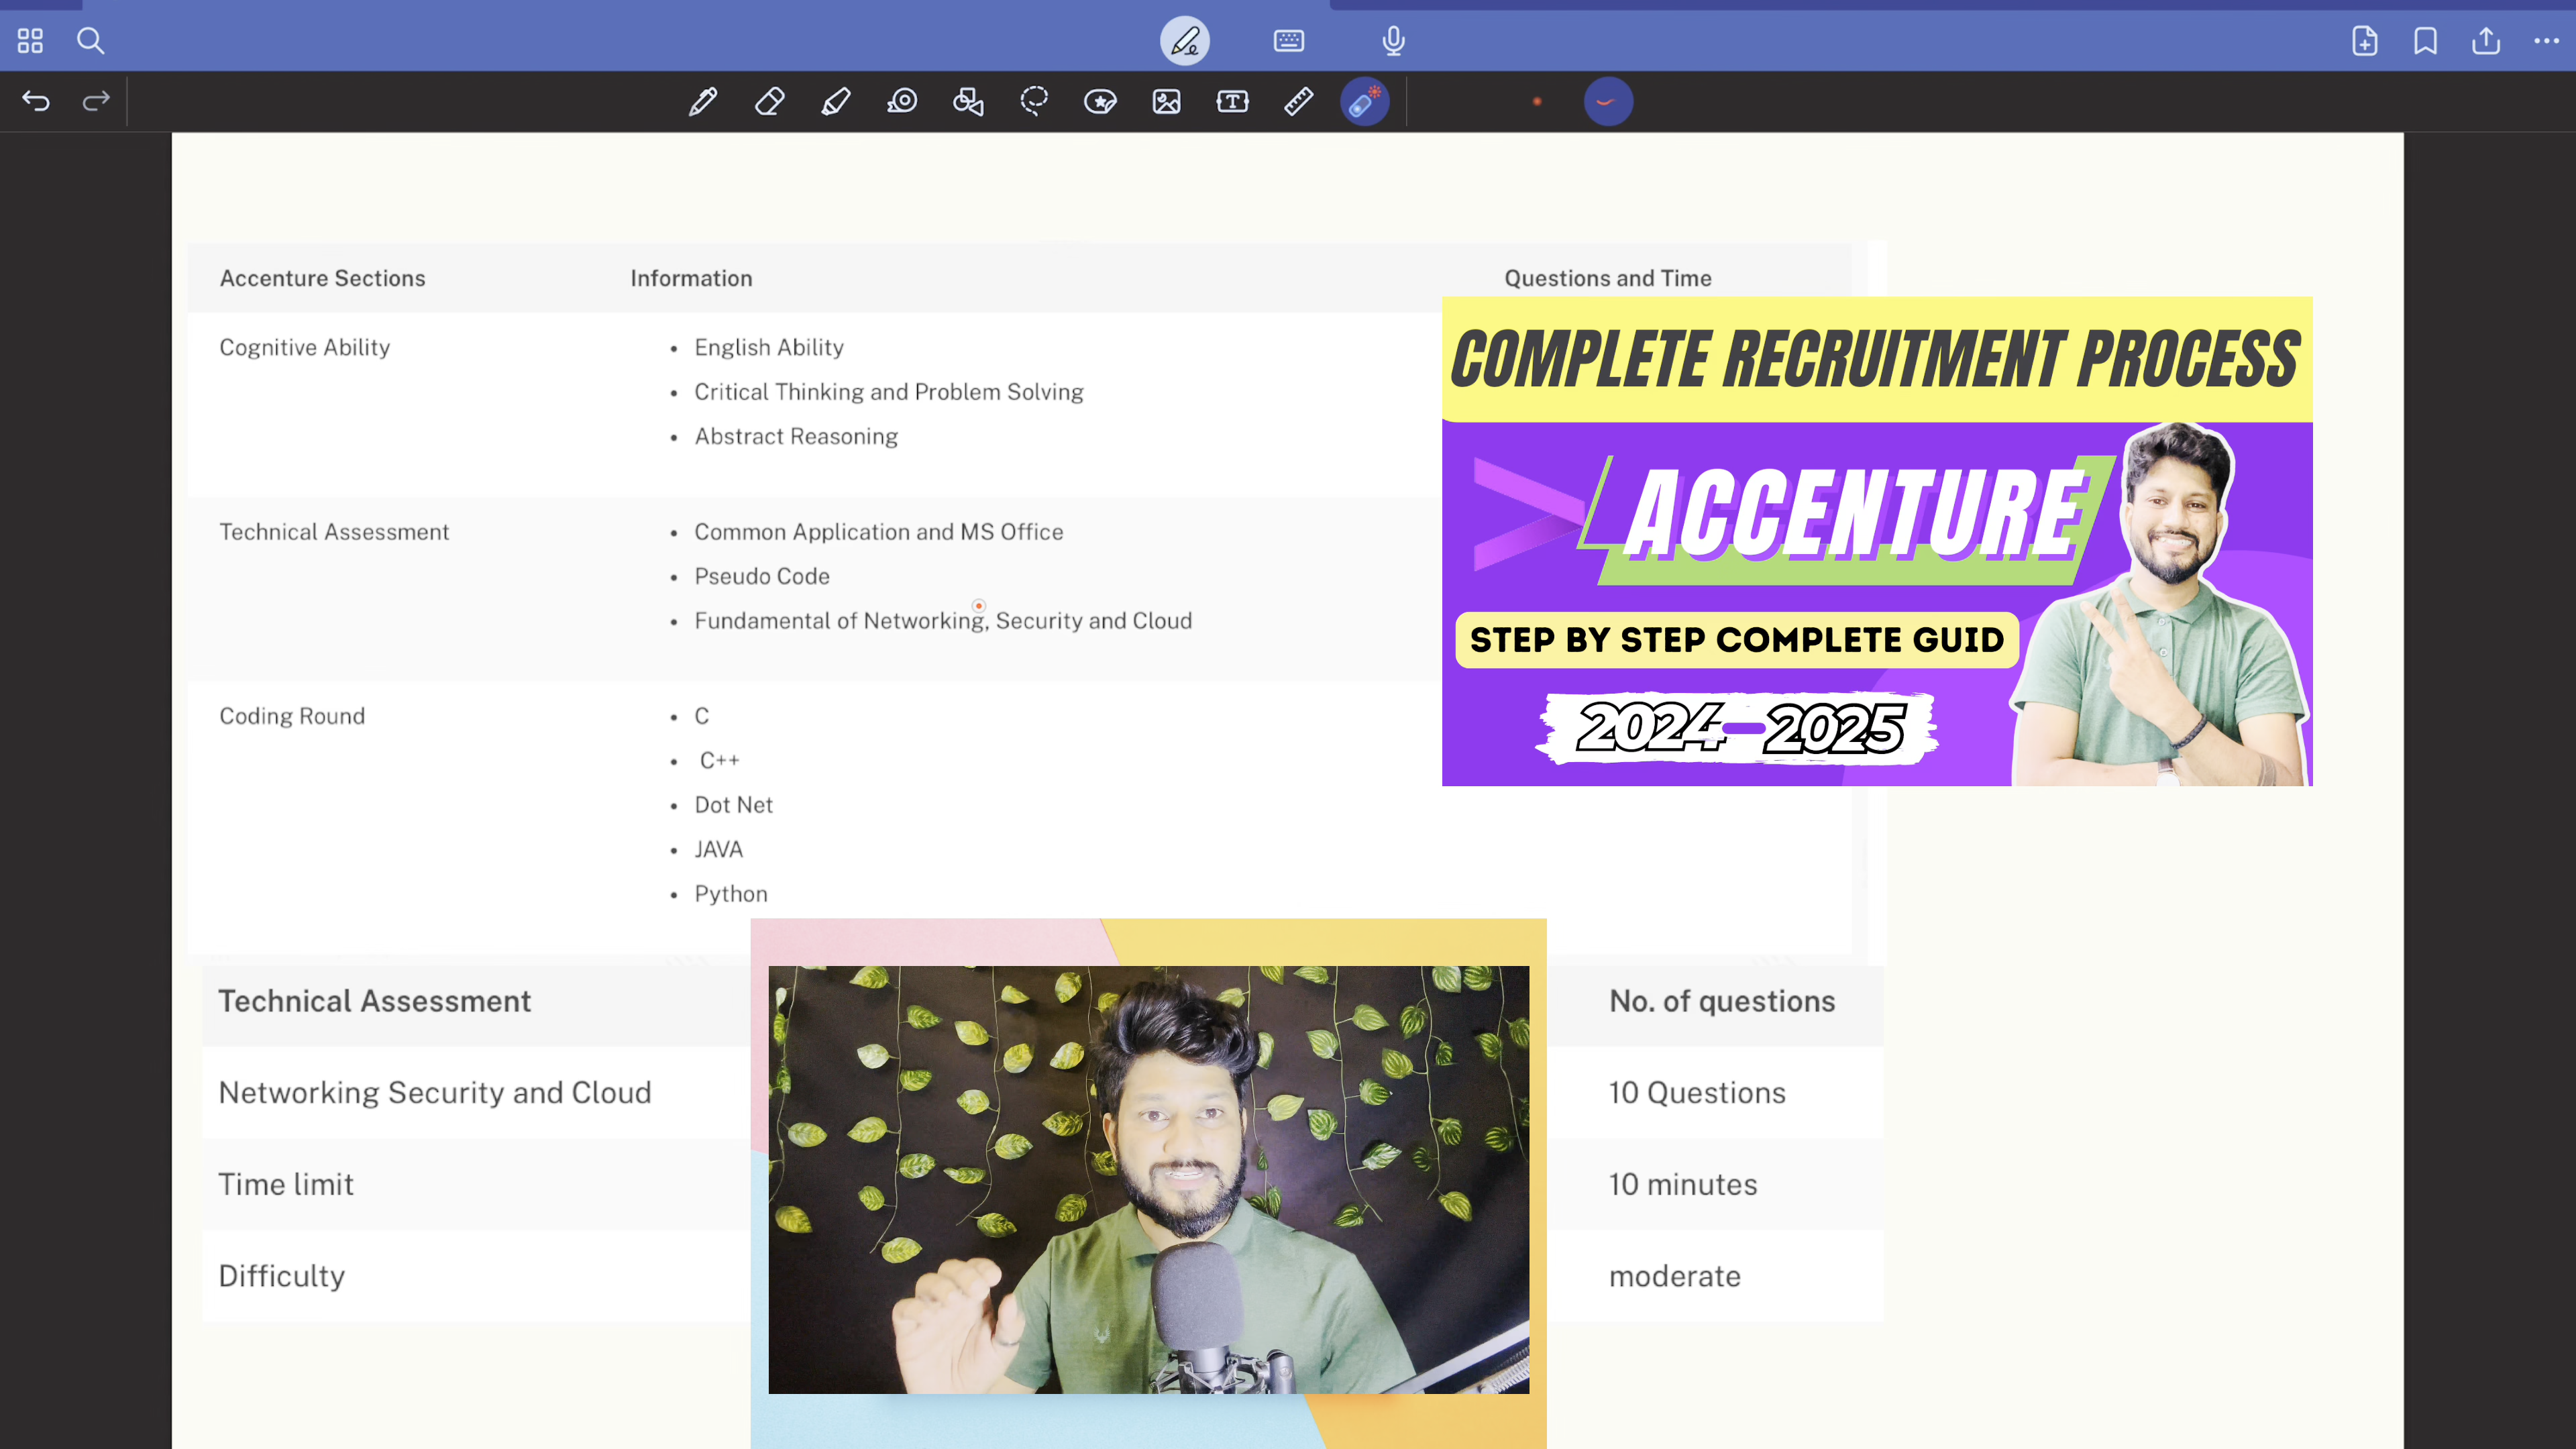 Accenture Sections Information Questions and Time
Cognitive Ability
• English Ability
• Critical Thinking and Problem Solving
• Abstract Reasoning
Technical Assessment
• Common Application and MS Office
• Pseudo Code
• Fundamental of Networking, Security and Cloud
Coding Round
• C
• C++
• Dot Net
• JAVA
• Python
COMPLETE RECRUITMENT PROCESS
ACCENTURE
STEP BY STEP COMPLETE GUID
2024-2025
Technical Assessment No. of questions
Networking Security and Cloud 10 Questions
Time limit 10 minutes
Difficulty moderate